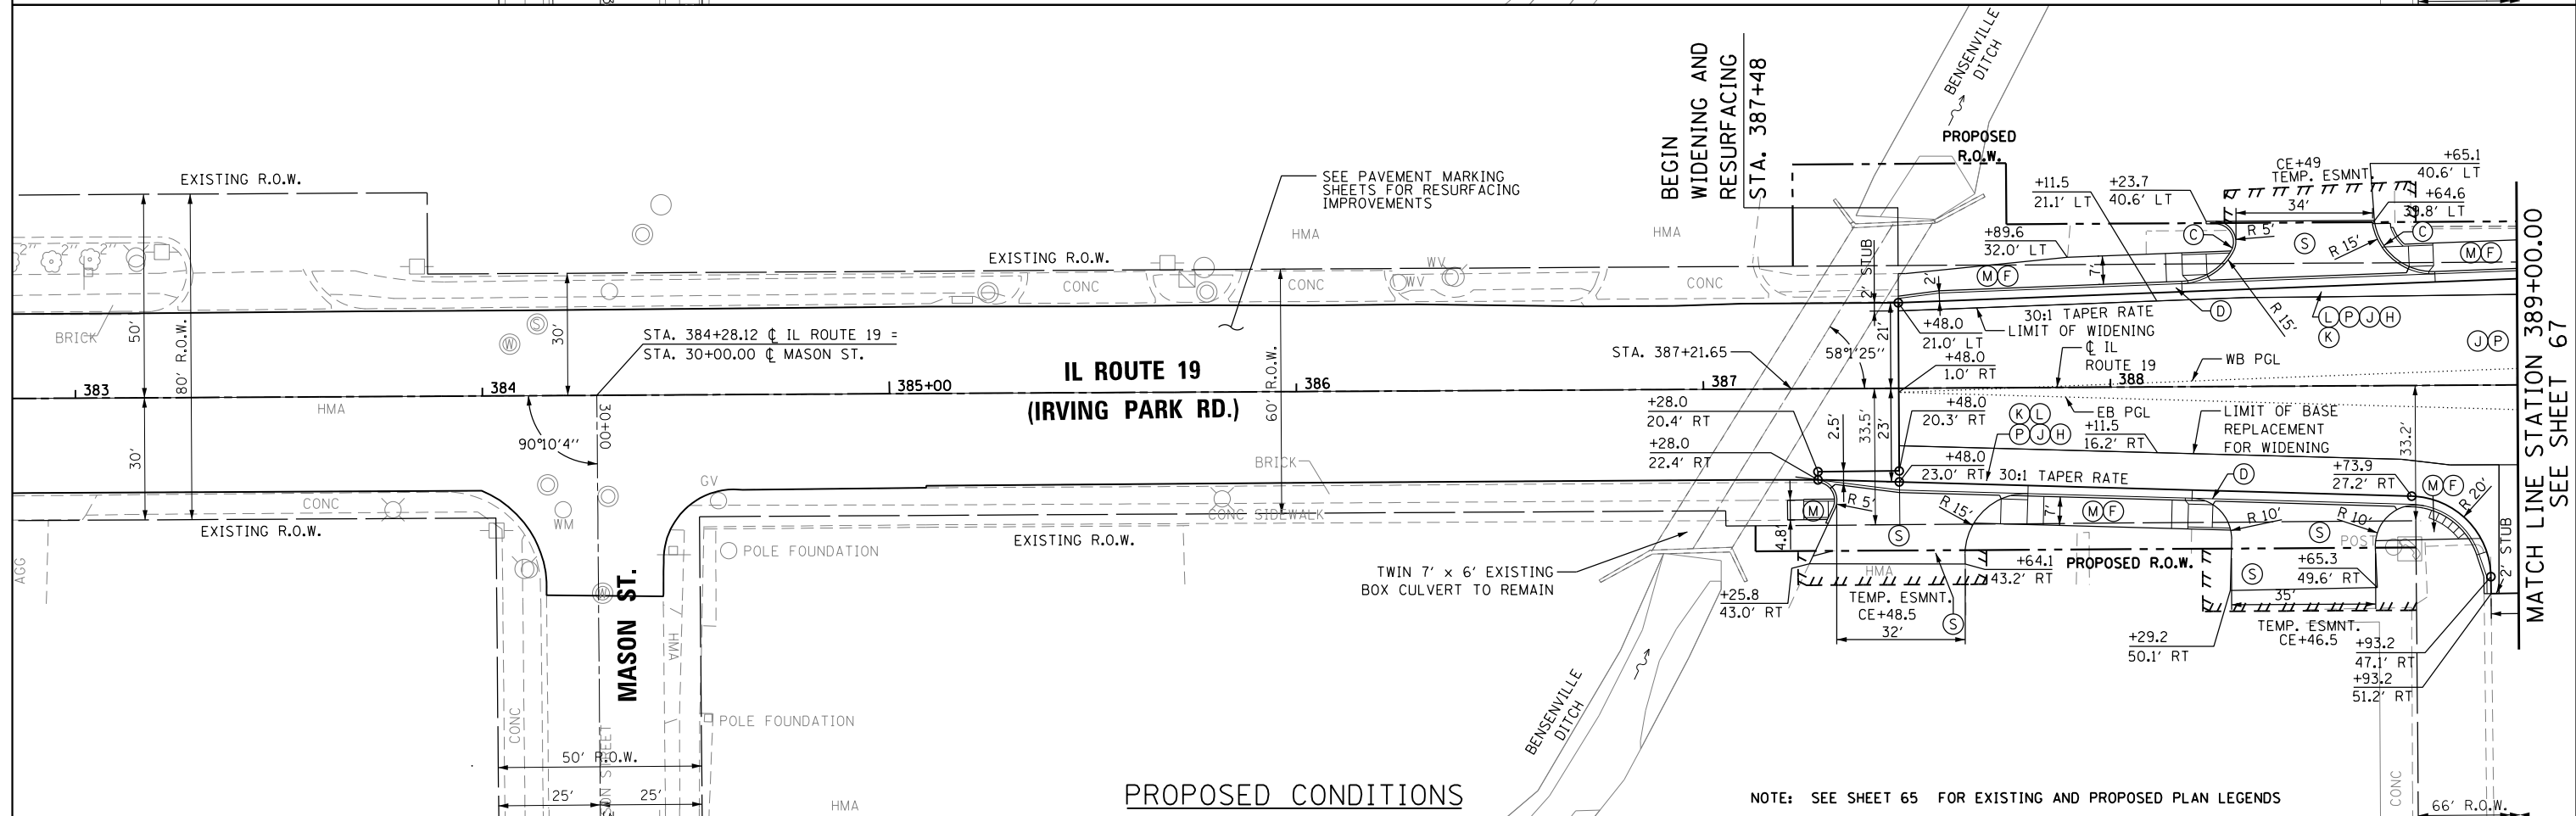 EXISTING R.O.W.
50'
80' R.O.W.
30'
BRICK
2"
2"
2"
383
384
385+00
386
387
388
HMA
CONC
EXISTING R.O.W.
AGG
W
S
30'
STA. 384+28.12 ℄ IL ROUTE 19 =
STA. 30+00.00 ℄ MASON ST.
90°10'4"
30+00
WM
GV
W
MASON ST.
POLE FOUNDATION
POLE FOUNDATION
HMA
CONC
50' R.O.W.
25'
25'
HMA
EXISTING R.O.W.
CONC
CONC
WV
WV
CONC
HMA
HMA
SEE PAVEMENT MARKING
SHEETS FOR RESURFACING
IMPROVEMENTS
IL ROUTE 19
(IRVING PARK RD.)
60' R.O.W.
BRICK
CONC SIDEWALK
EXISTING R.O.W.
BEGIN
WIDENING AND
RESURFACING
STA. 387+48
BENSENVILLE
DITCH
PROPOSED
R.O.W.
STA. 387+21.65
58°1'25"
2' STUB
21'
2'
+89.6
32.0' LT
+11.5
21.1' LT
+23.7
40.6' LT
CE+49
TEMP. ESMNT.
34'
+65.1
40.6' LT
+64.6
39.8' LT
C
R 5'
S
R 15'
C
M F
M F
7'
D
R 15'
30:1 TAPER RATE
LIMIT OF WIDENING
+48.0
21.0' LT
+48.0
1.0' RT
℄ IL
ROUTE 19
WB PGL
L P J H
K
J P
+28.0
20.4' RT
+28.0
22.4' RT
2.5'
33.5'
23'
+48.0
20.3' RT
+48.0
23.0' RT
K L
P J H
EB PGL
+11.5
16.2' RT
LIMIT OF BASE
REPLACEMENT
FOR WIDENING
33.2'
30:1 TAPER RATE
D
+73.9
27.2' RT
M F
R 20'
M
R 5'
4.8'
S
R 15'
7'
M F
R 10'
S
R 10'
POST
2' STUB
TWIN 7' x 6' EXISTING
BOX CULVERT TO REMAIN
+25.8
43.0' RT
HMA
+64.1
43.2' RT
TEMP. ESMNT.
CE+48.5
S
32'
PROPOSED R.O.W.
S
+65.3
49.6' RT
35'
TEMP. ESMNT.
CE+46.5
+29.2
50.1' RT
+93.2
47.1' RT
+93.2
51.2' RT
BENSENVILLE
DITCH
CONC
66' R.O.W.
MATCH LINE STATION 389+00.00
SEE SHEET 67
PROPOSED CONDITIONS
NOTE: SEE SHEET 65 FOR EXISTING AND PROPOSED PLAN LEGENDS